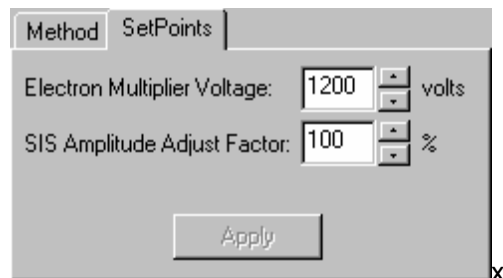 Method SetPoints
Electron Multiplier Voltage: 1200 volts
SIS Amplitude Adjust Factor: 100 %
Apply
x